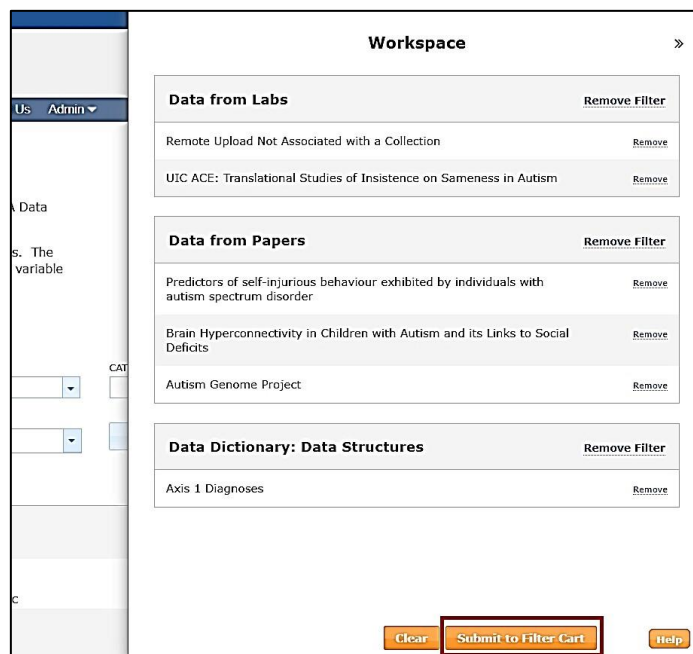 Workspace
»
Us Admin
Data from Labs Remove Filter
Remote Upload Not Associated with a Collection Remove
UIC ACE: Translational Studies of Insistence on Sameness in Autism Remove
Data
s. The
variable
Data from Papers Remove Filter
Predictors of self-injurious behaviour exhibited by individuals with
autism spectrum disorder Remove
Brain Hyperconnectivity in Children with Autism and its Links to Social
Deficits Remove
Autism Genome Project Remove
CAT
Data Dictionary: Data Structures Remove Filter
Axis 1 Diagnoses Remove
Clear Submit to Filter Cart Help